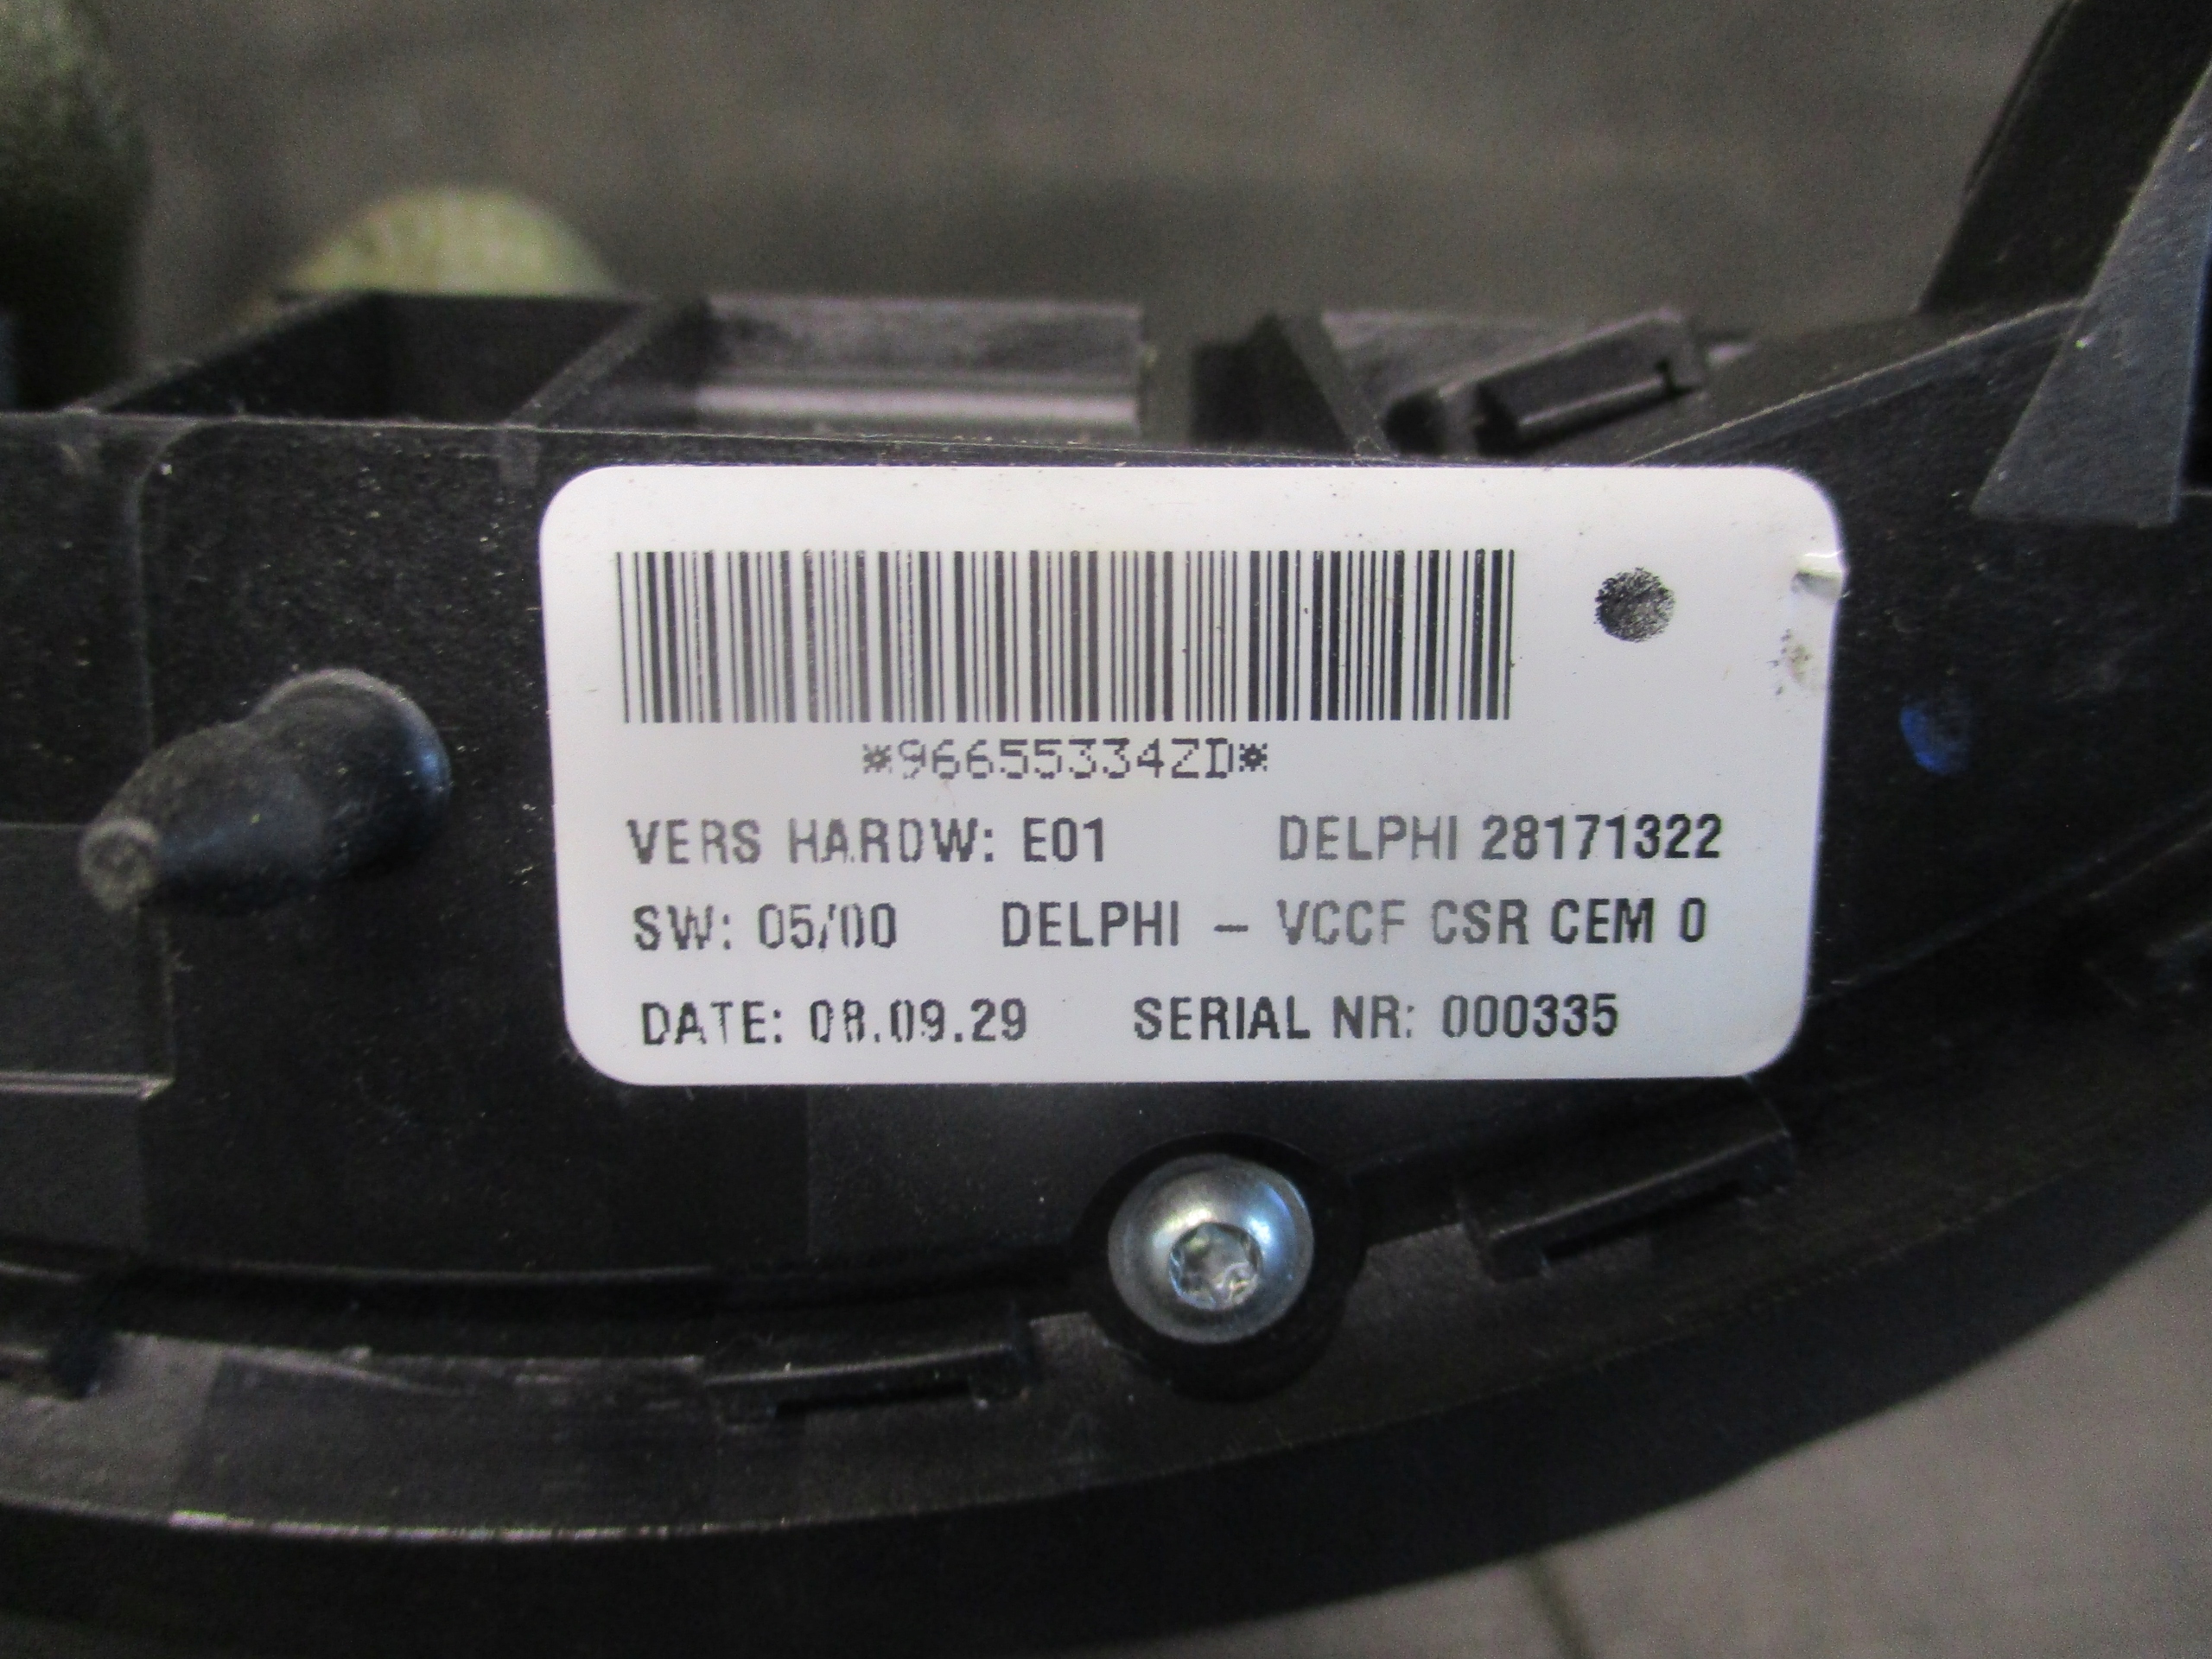 *96655334ZD*
VERS HARDW: E01 DELPHI 28171322
SW: 05/00 DELPHI - VCCF CSR CEM 0
DATE: 08.09.29 SERIAL NR: 000335